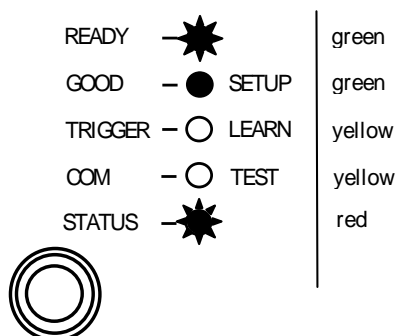 READY green
GOOD SETUP green
TRIGGER LEARN yellow
COM TEST yellow
STATUS red